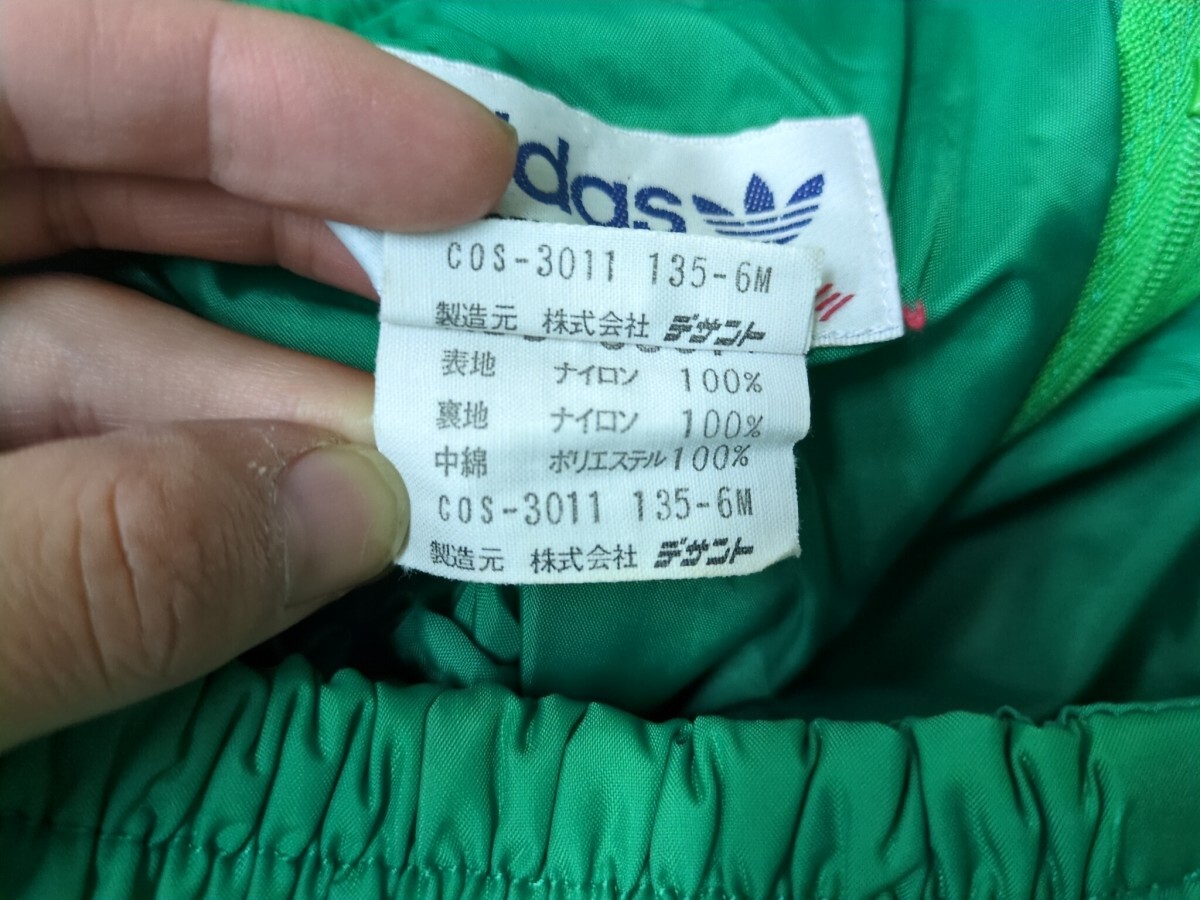 adidas
COS-3011 135-6M
製造元 株式会社 デサント
表地 ナイロン 100%
裏地 ナイロン 100%
中綿 ポリエステル 100%
COS-3011 135-6M
製造元 株式会社 デサント